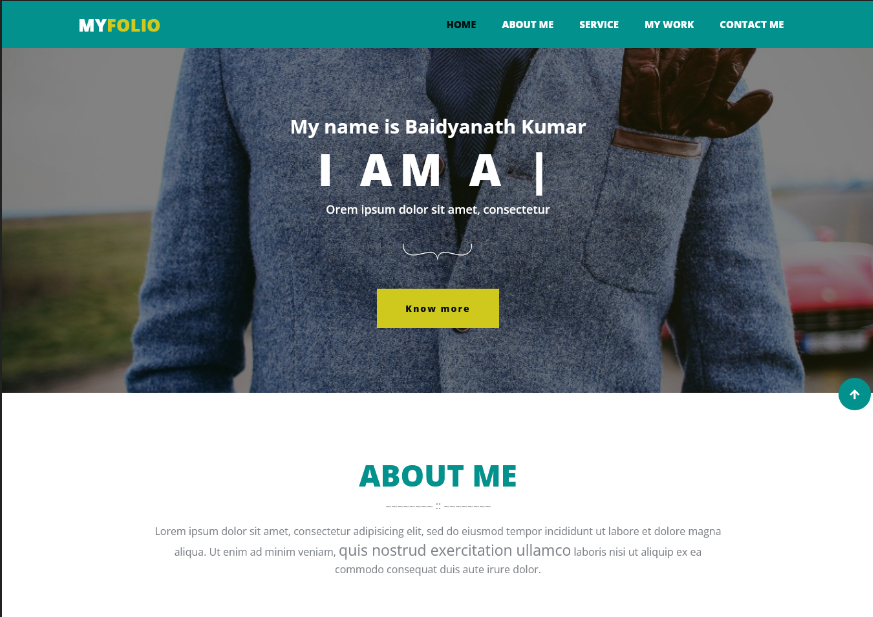 MYFOLIO
HOME ABOUT ME SERVICE MY WORK CONTACT ME
My name is Baidyanath Kumar
I AM A |
Orem ipsum dolor sit amet, consectetur
Know more
ABOUT ME
~~~~~~~~ :: ~~~~~~~~
Lorem ipsum dolor sit amet, consectetur adipisicing elit, sed do eiusmod tempor incididunt ut labore et dolore magna
aliqua. Ut enim ad minim veniam, quis nostrud exercitation ullamco laboris nisi ut aliquip ex ea
commodo consequat duis aute irure dolor.